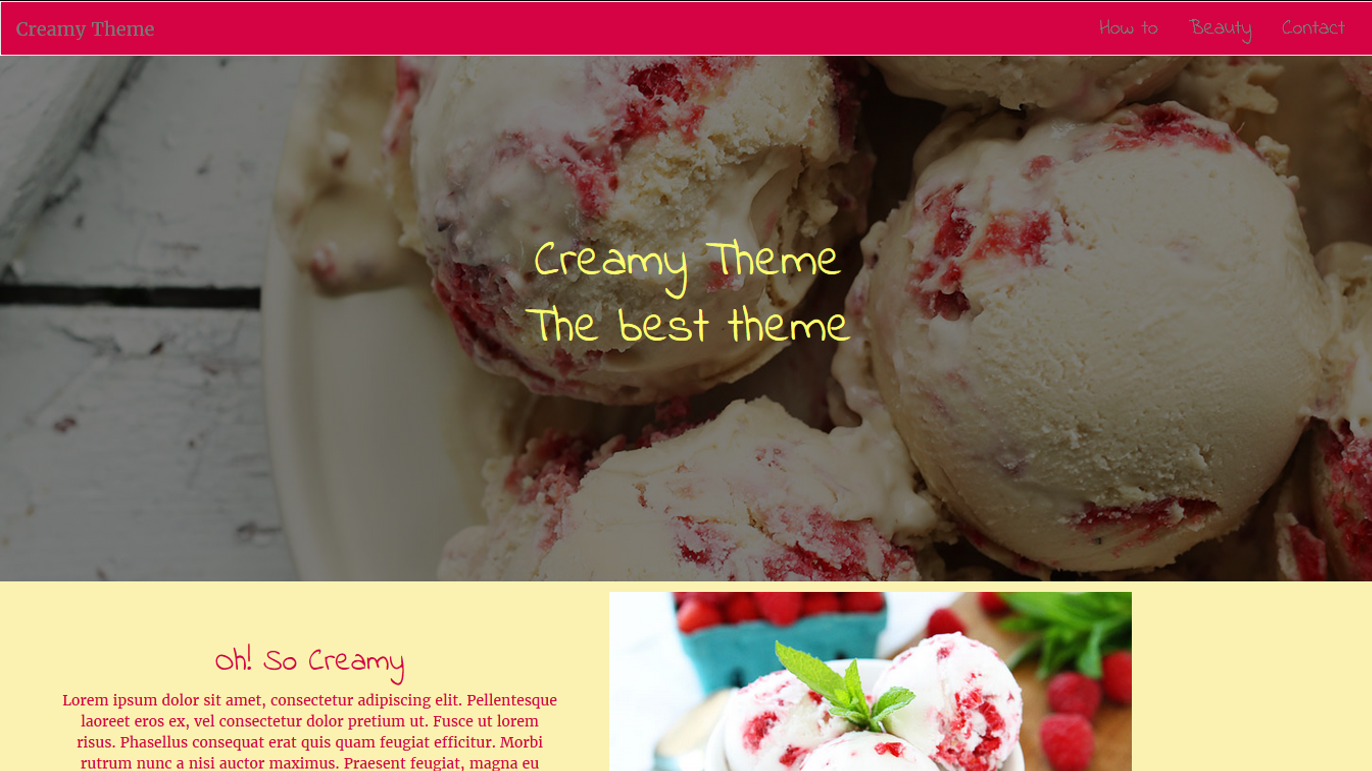 Creamy Theme
How to Beauty Contact
Creamy Theme
The best theme
Oh! So Creamy
Lorem ipsum dolor sit amet, consectetur adipiscing elit. Pellentesque
laoreet eros ex, vel consectetur dolor pretium ut. Fusce ut lorem
risus. Phasellus consequat erat quis quam feugiat efficitur. Morbi
rutrum nunc a nisi auctor maximus. Praesent feugiat, magna eu